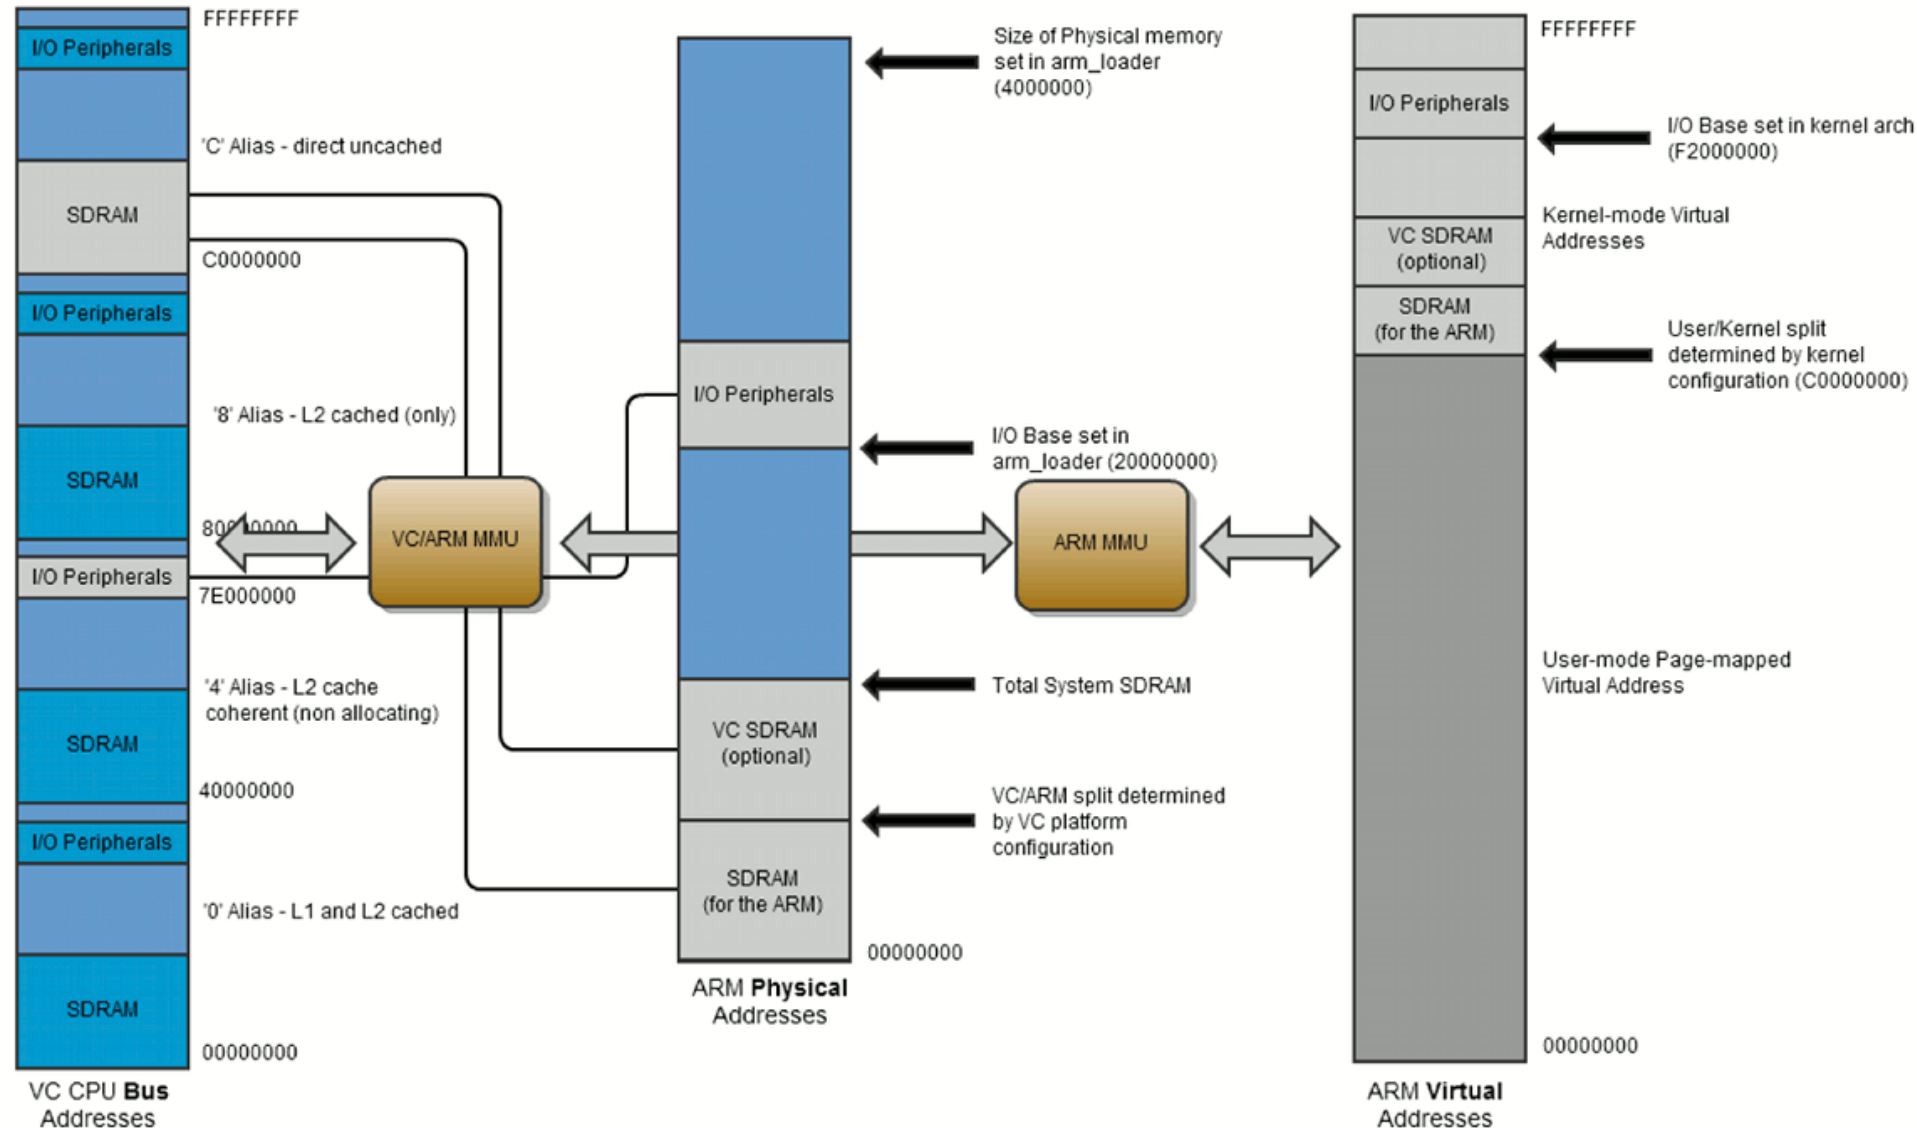 FFFFFFFF
I/O Peripherals
'C' Alias - direct uncached
SDRAM
C0000000
I/O Peripherals
'8' Alias - L2 cached (only)
SDRAM
I/O Peripherals
7E000000
'4' Alias - L2 cache
coherent (non allocating)
SDRAM
40000000
I/O Peripherals
'0' Alias - L1 and L2 cached
SDRAM
00000000
VC CPU Bus
Addresses
VC/ARM MMU
Size of Physical memory
set in arm_loader
(4000000)
I/O Peripherals
I/O Base set in
arm_loader (20000000)
Total System SDRAM
VC SDRAM
(optional)
VC/ARM split determined
by VC platform
configuration
SDRAM
(for the ARM)
00000000
ARM Physical
Addresses
ARM MMU
FFFFFFFF
I/O Peripherals
I/O Base set in kernel arch
(F2000000)
Kernel-mode Virtual
Addresses
VC SDRAM
(optional)
SDRAM
(for the ARM)
User/Kernel split
determined by kernel
configuration (C0000000)
User-mode Page-mapped
Virtual Address
00000000
ARM Virtual
Addresses